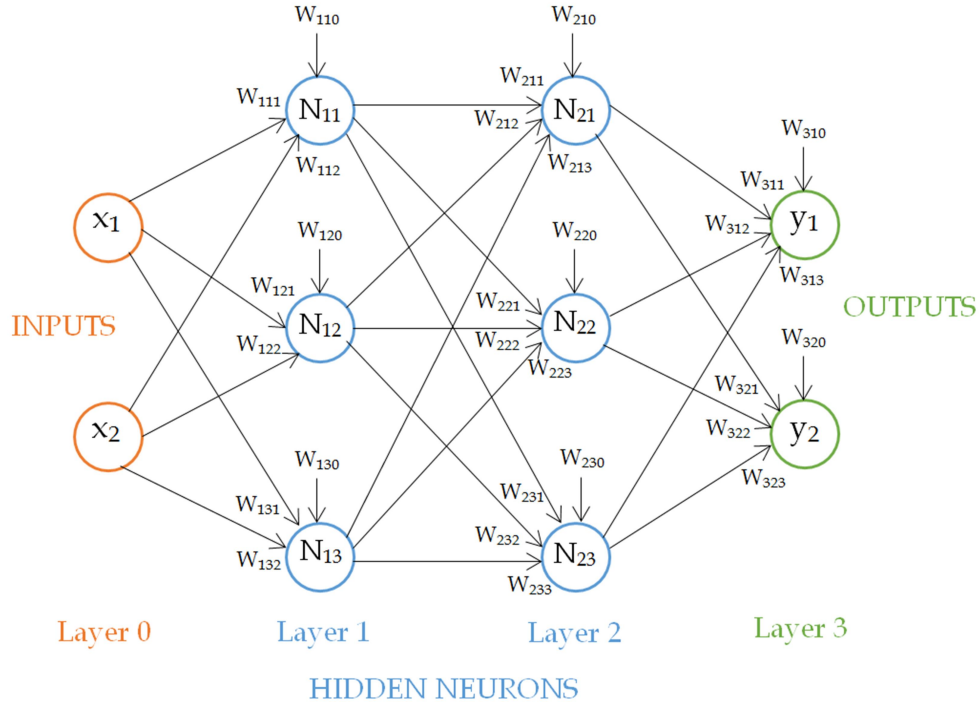 W110
W210
W111
N11
W211
N21
W212
W112
W213
W310
W311
x1
W120
W220
W312
y1
W313
W121
W221
INPUTS
N12
N22
OUTPUTS
W122
W222
W223
W320
W321
x2
W322
y2
W130
W230
W323
W131
W231
W132
N13
W232
N23
W233
Layer 0
Layer 1
Layer 2
Layer 3
HIDDEN NEURONS